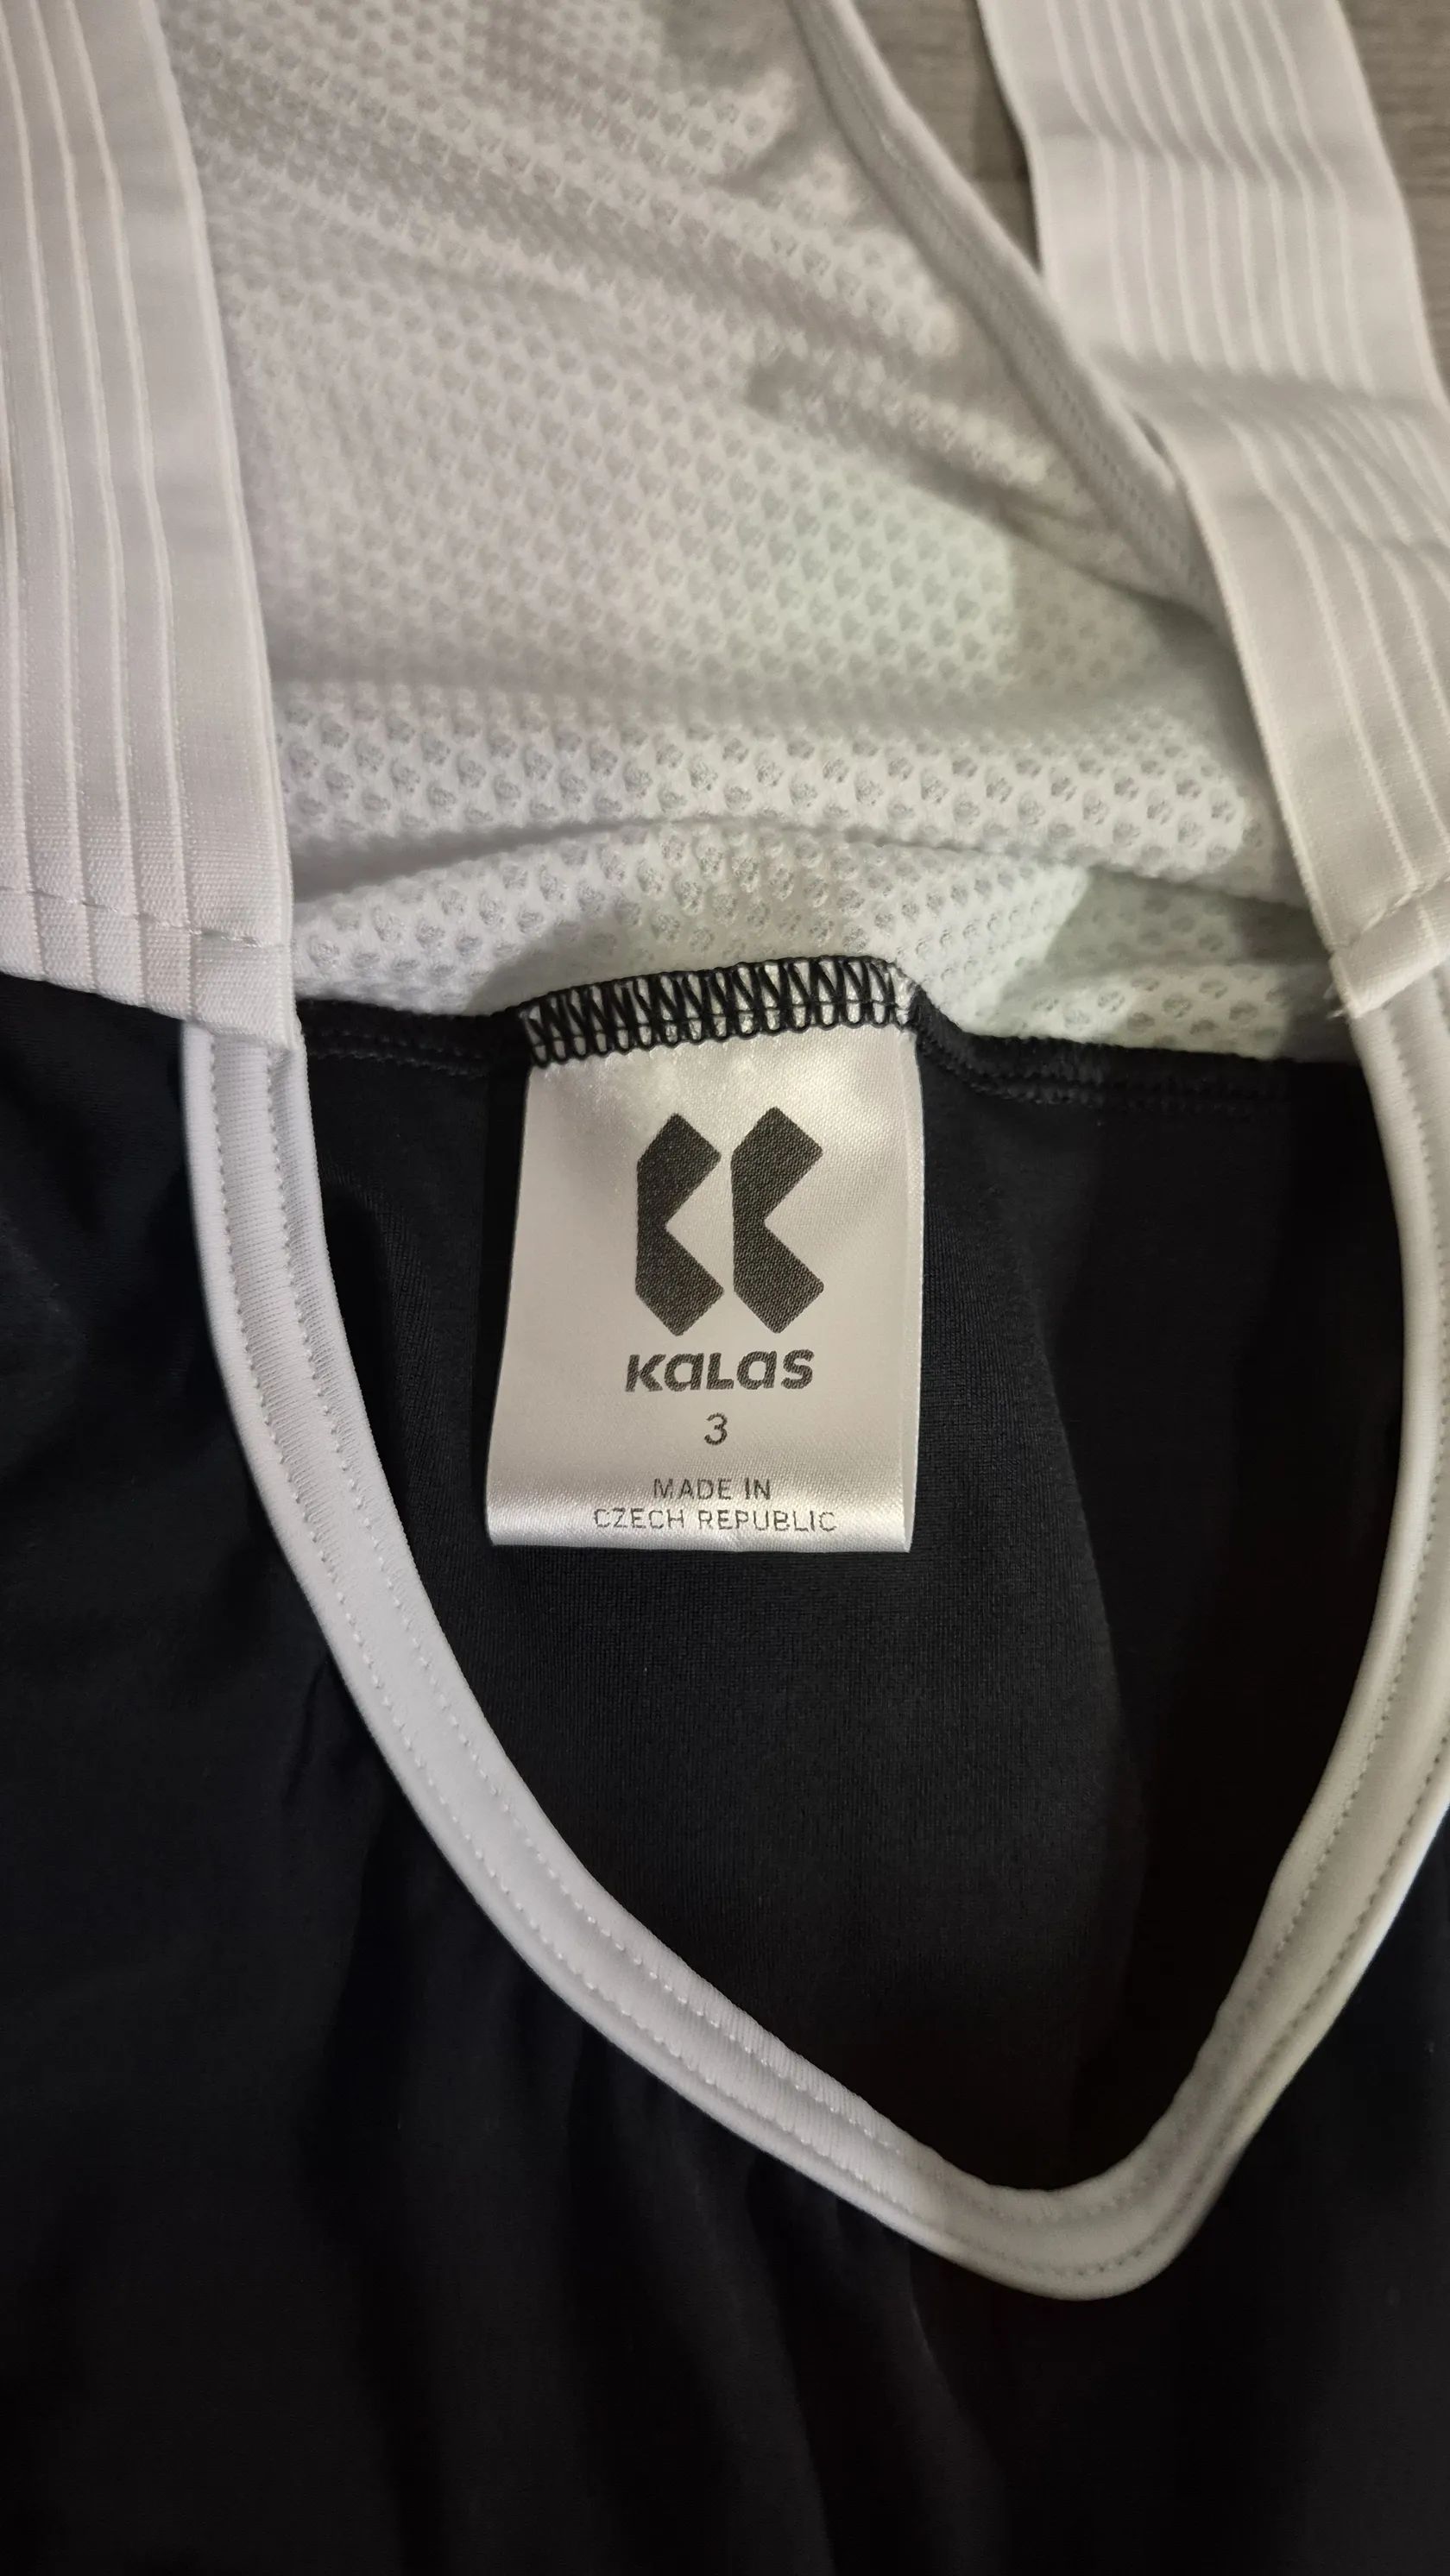 KALAS
3
MADE IN
CZECH REPUBLIC